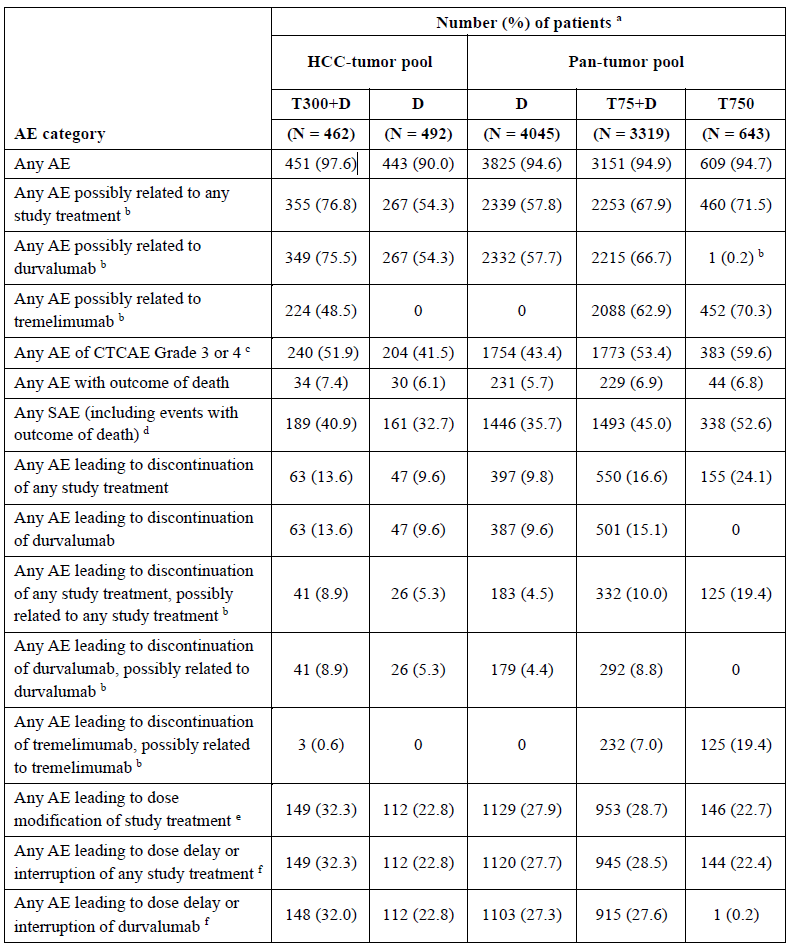 Number (%) of patients a
HCC-tumor pool Pan-tumor pool
T300+D D D T75+D T750
AE category (N = 462) (N = 492) (N = 4045) (N = 3319) (N = 643)
Any AE 451 (97.6) 443 (90.0) 3825 (94.6) 3151 (94.9) 609 (94.7)
Any AE possibly related to any
study treatment b 355 (76.8) 267 (54.3) 2339 (57.8) 2253 (67.9) 460 (71.5)
Any AE possibly related to
durvalumab b 349 (75.5) 267 (54.3) 2332 (57.7) 2215 (66.7) 1 (0.2) b
Any AE possibly related to
tremelimumab b 224 (48.5) 0 0 2088 (62.9) 452 (70.3)
Any AE of CTCAE Grade 3 or 4 c 240 (51.9) 204 (41.5) 1754 (43.4) 1773 (53.4) 383 (59.6)
Any AE with outcome of death 34 (7.4) 30 (6.1) 231 (5.7) 229 (6.9) 44 (6.8)
Any SAE (including events with
outcome of death) d 189 (40.9) 161 (32.7) 1446 (35.7) 1493 (45.0) 338 (52.6)
Any AE leading to discontinuation
of any study treatment 63 (13.6) 47 (9.6) 397 (9.8) 550 (16.6) 155 (24.1)
Any AE leading to discontinuation
of durvalumab 63 (13.6) 47 (9.6) 387 (9.6) 501 (15.1) 0
Any AE leading to discontinuation
of any study treatment, possibly
related to any study treatment b 41 (8.9) 26 (5.3) 183 (4.5) 332 (10.0) 125 (19.4)
Any AE leading to discontinuation
of durvalumab, possibly related to
durvalumab b 41 (8.9) 26 (5.3) 179 (4.4) 292 (8.8) 0
Any AE leading to discontinuation
of tremelimumab, possibly related
to tremelimumab b 3 (0.6) 0 0 232 (7.0) 125 (19.4)
Any AE leading to dose
modification of study treatment e 149 (32.3) 112 (22.8) 1129 (27.9) 953 (28.7) 146 (22.7)
Any AE leading to dose delay or
interruption of any study treatment f 149 (32.3) 112 (22.8) 1120 (27.7) 945 (28.5) 144 (22.4)
Any AE leading to dose delay or
interruption of durvalumab f 148 (32.0) 112 (22.8) 1103 (27.3) 915 (27.6) 1 (0.2)